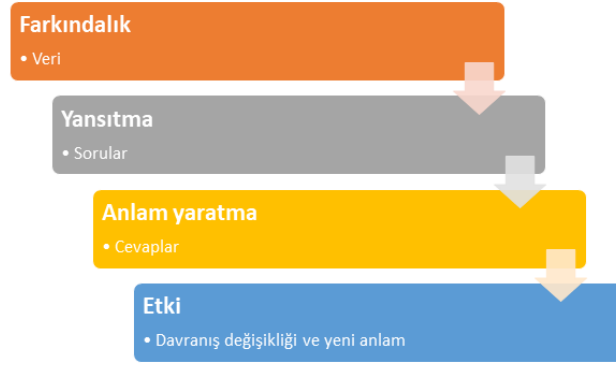 Farkındalık
• Veri
Yansıtma
• Sorular
Anlam yaratma
• Cevaplar
Etki
• Davranış değişikliği ve yeni anlam